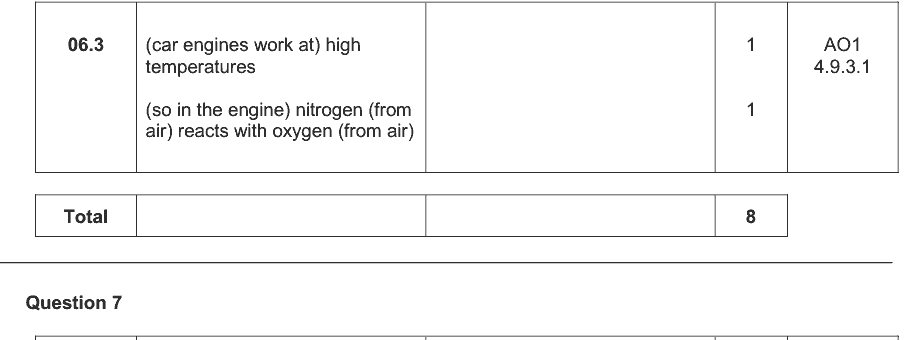 06.3
(car engines work at) high
temperatures
1
AO1
4.9.3.1
(so in the engine) nitrogen (from
air) reacts with oxygen (from air)
1
Total
8
Question 7